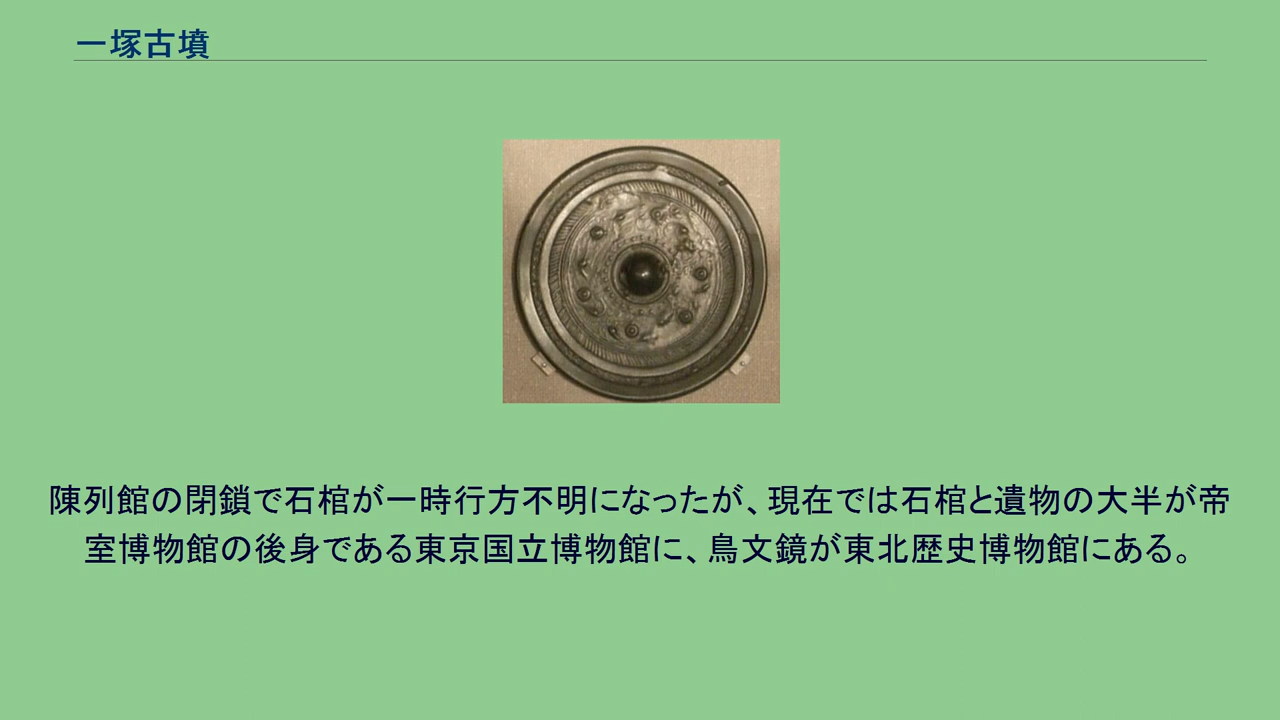 一塚古墳
陳列館の閉鎖で石棺が一時行方不明になったが、現在では石棺と遺物の大半が帝
室博物館の後身である東京国立博物館に、鳥文鏡が東北歴史博物館にある。